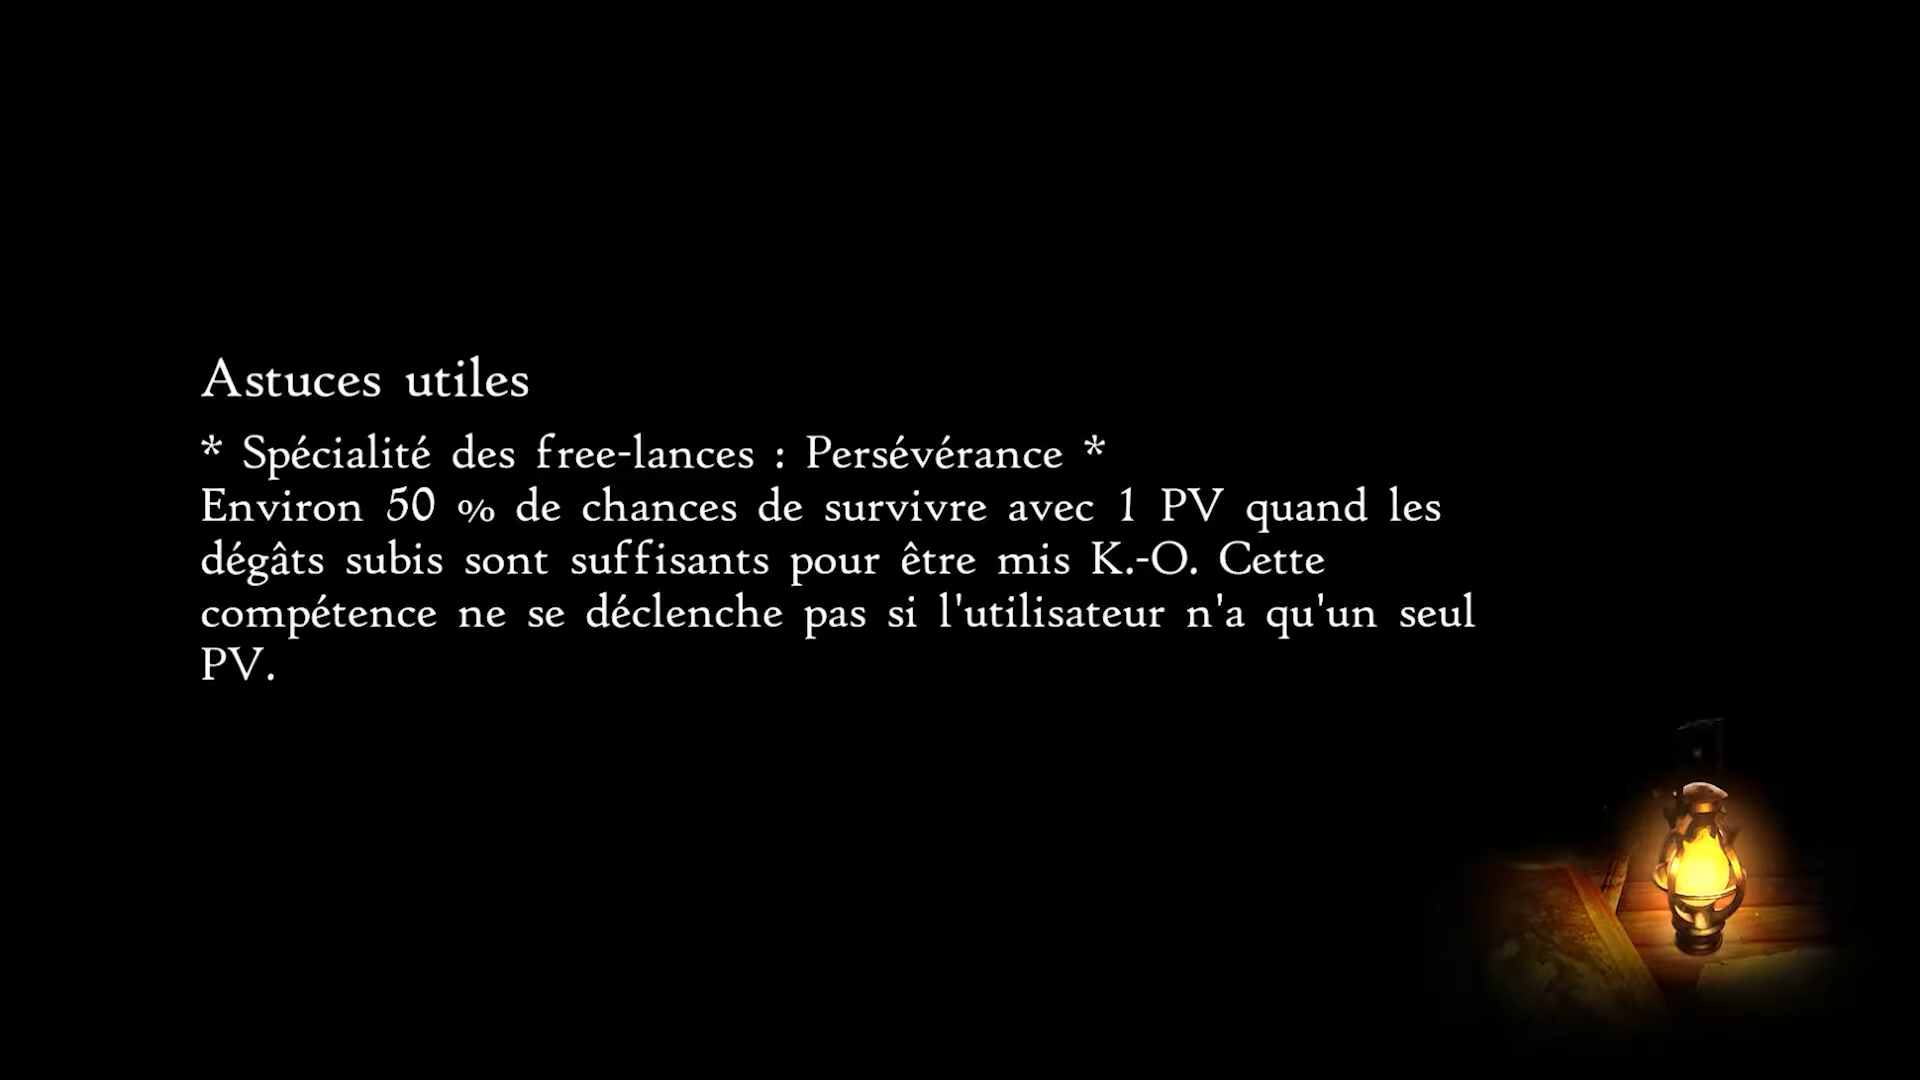 Astuces utiles
* Spécialité des free-lances : Persévérance *
Environ 50 % de chances de survivre avec 1 PV quand les
dégâts subis sont suffisants pour être mis K.-O. Cette
compétence ne se déclenche pas si l'utilisateur n'a qu'un seul
PV.